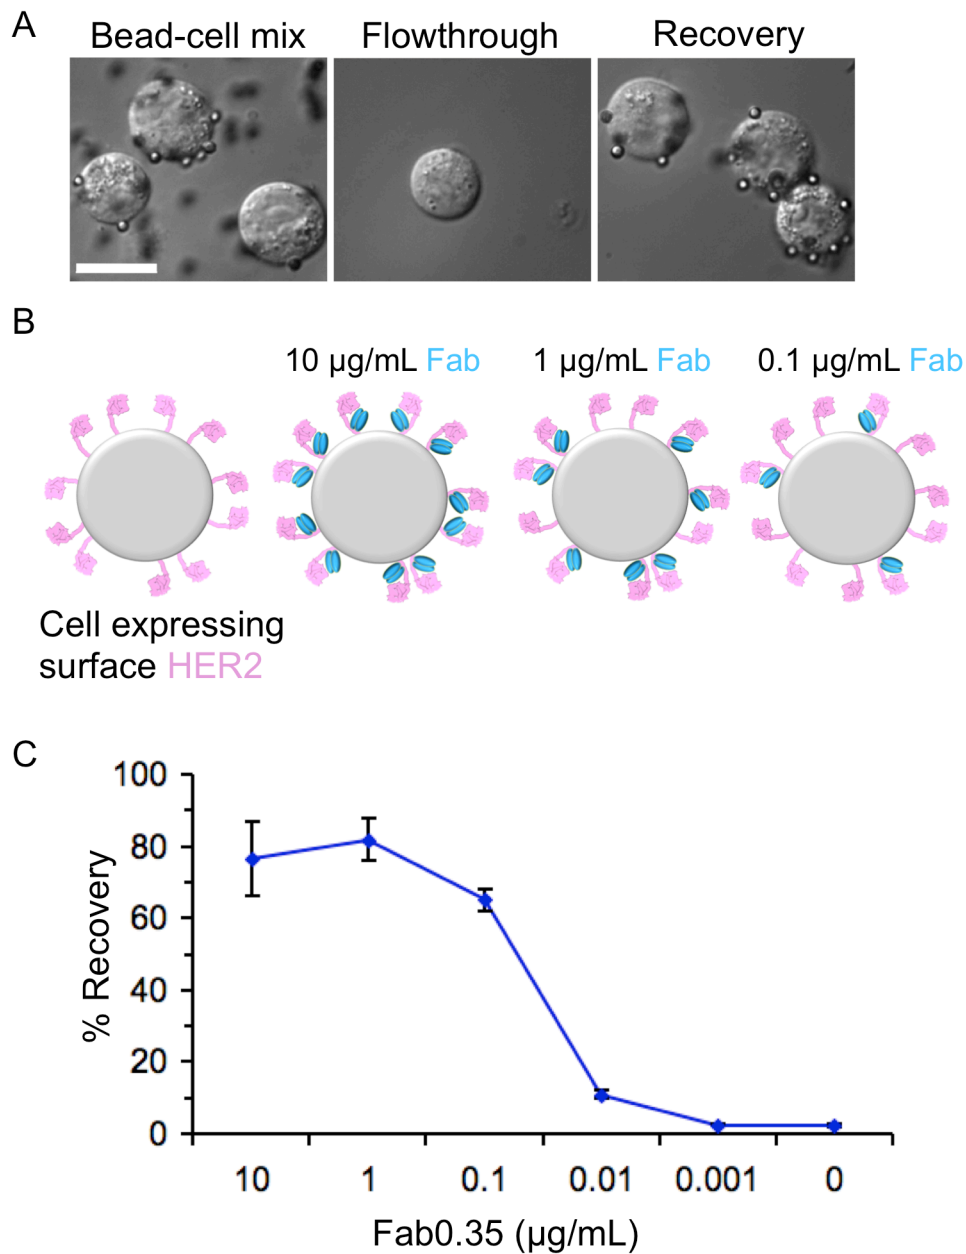 A
Bead-cell mix
Flowthrough
Recovery
B
10 µg/mL Fab
1 µg/mL Fab
0.1 µg/mL Fab
Cell expressing
surface HER2
C
% Recovery
100
80
60
40
20
0
10
1
0.1
0.01
0.001
0
Fab0.35 (µg/mL)